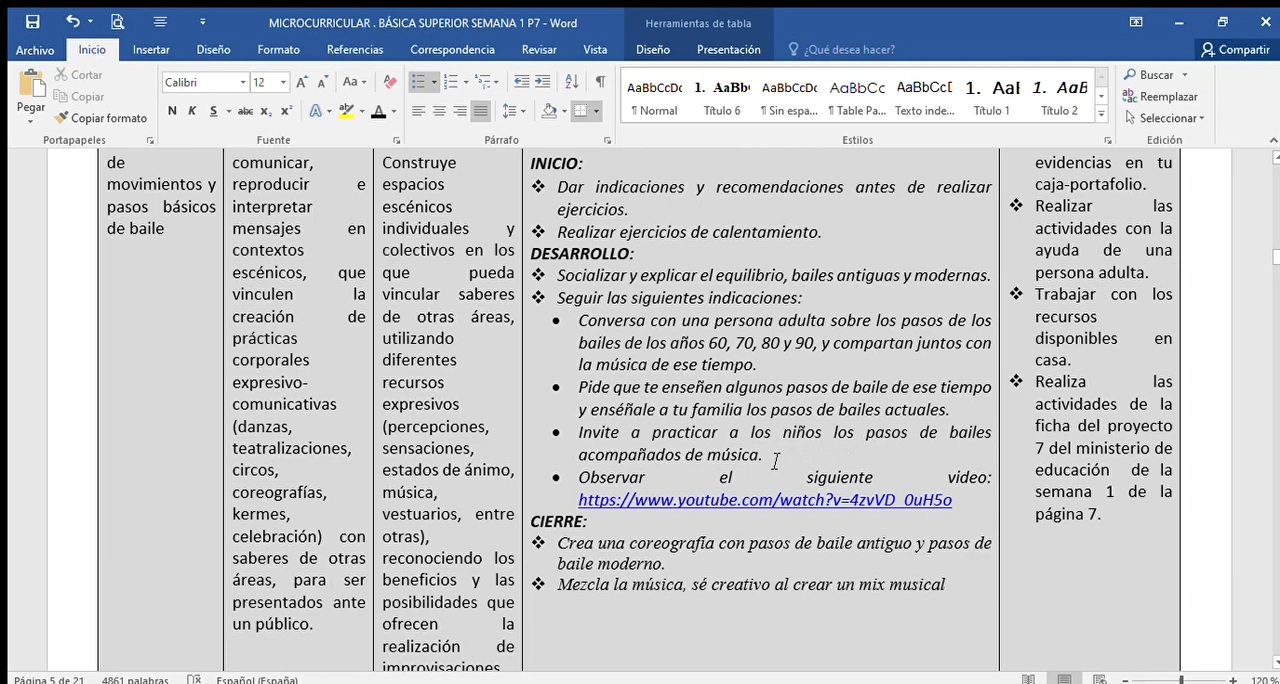 MICROCURRICULAR . BÁSICA SUPERIOR SEMANA 1 P7 - Word
Herramientas de tabla
Archivo Inicio Insertar Diseño Formato Referencias Correspondencia Revisar Vista Diseño Presentación ¿Qué desea hacer? Compartir
Pegar
Cortar
Copiar
Copiar formato
Portapapeles
Calibri 12
Aa
N K S abc x₂ x²
Fuente
Párrafo
AaBbCcDc 1. AaBb( AaBbCcDc AaBbCc AaBbCcD 1. AaE 1. AaB
¶ Normal Título 6 ¶ Sin espa... ¶ Table Pa... Texto inde... Título 1 Título 2
Estilos
Buscar
Reemplazar
Seleccionar
Edición
de
movimientos y
pasos básicos
de baile
comunicar,
reproducir e
interpretar
mensajes en
contextos
escénicos, que
vinculen la
creación de
prácticas
corporales
expresivo-
comunicativas
(danzas,
teatralizaciones,
circos,
coreografías,
kermes,
celebración) con
saberes de otras
áreas, para ser
presentados ante
un público.
Construye
espacios
escénicos
individuales y
colectivos en los
que pueda
vincular saberes
de otras áreas,
utilizando
diferentes
recursos
expresivos
(percepciones,
sensaciones,
estados de ánimo,
música,
vestuarios, entre
otras),
reconociendo los
beneficios y las
posibilidades que
ofrecen la
realización de
improvisaciones
INICIO:
❖ Dar indicaciones y recomendaciones antes de realizar
ejercicios.
❖ Realizar ejercicios de calentamiento.
DESARROLLO:
❖ Socializar y explicar el equilibrio, bailes antiguas y modernas.
❖ Seguir las siguientes indicaciones:
• Conversa con una persona adulta sobre los pasos de los
bailes de los años 60, 70, 80 y 90, y compartan juntos con
la música de ese tiempo.
• Pide que te enseñen algunos pasos de baile de ese tiempo
y enséñale a tu familia los pasos de bailes actuales.
• Invite a practicar a los niños los pasos de bailes
acompañados de música.
• Observar el siguiente video:
https://www.youtube.com/watch?v=4zvVD_0uH5o
CIERRE:
❖ Crea una coreografía con pasos de baile antiguo y pasos de
baile moderno.
❖ Mezcla la música, sé creativo al crear un mix musical
evidencias en tu
caja-portafolio.
❖ Realizar las
actividades con la
ayuda de una
persona adulta.
❖ Trabajar con los
recursos
disponibles en
casa.
❖ Realiza las
actividades de la
ficha del proyecto
7 del ministerio de
educación de la
semana 1 de la
página 7.
Página 5 de 21 4861 palabras Español (España) 120 %